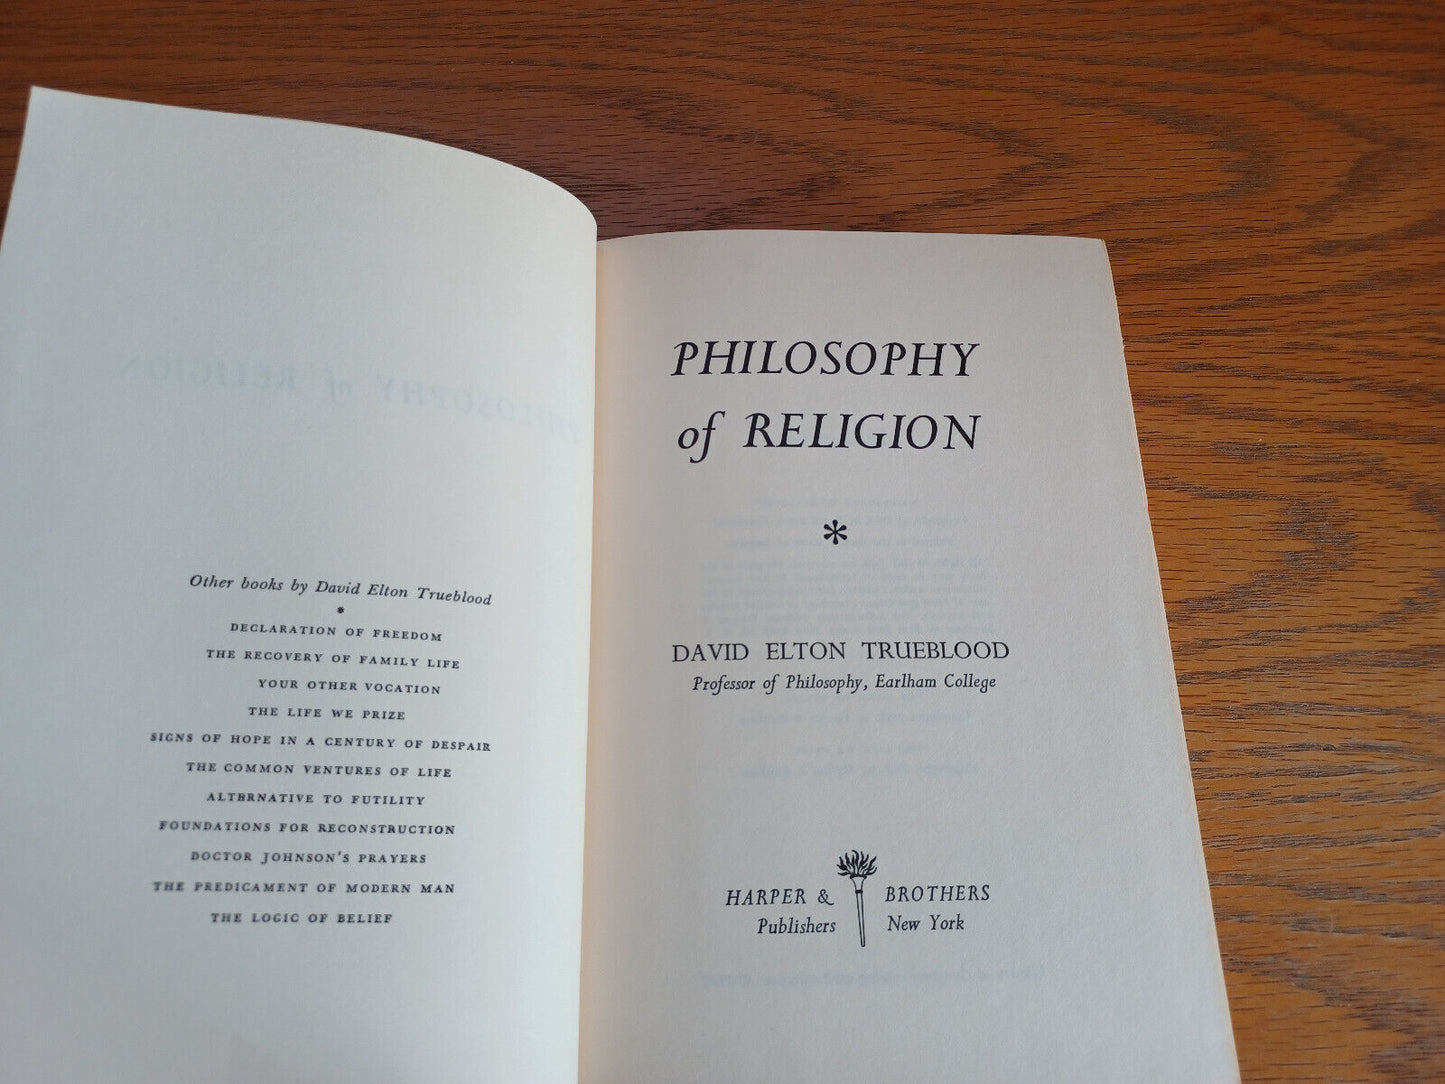 Other books by David Elton Trueblood
*
DECLARATION OF FREEDOM
THE RECOVERY OF FAMILY LIFE
YOUR OTHER VOCATION
THE LIFE WE PRIZE
SIGNS OF HOPE IN A CENTURY OF DESPAIR
THE COMMON VENTURES OF LIFE
ALTERNATIVE TO FUTILITY
FOUNDATIONS FOR RECONSTRUCTION
DOCTOR JOHNSON'S PRAYERS
THE PREDICAMENT OF MODERN MAN
THE LOGIC OF BELIEF
PHILOSOPHY
of RELIGION
*
DAVID ELTON TRUEBLOOD
Professor of Philosophy, Earlham College
HARPER & BROTHERS
Publishers New York